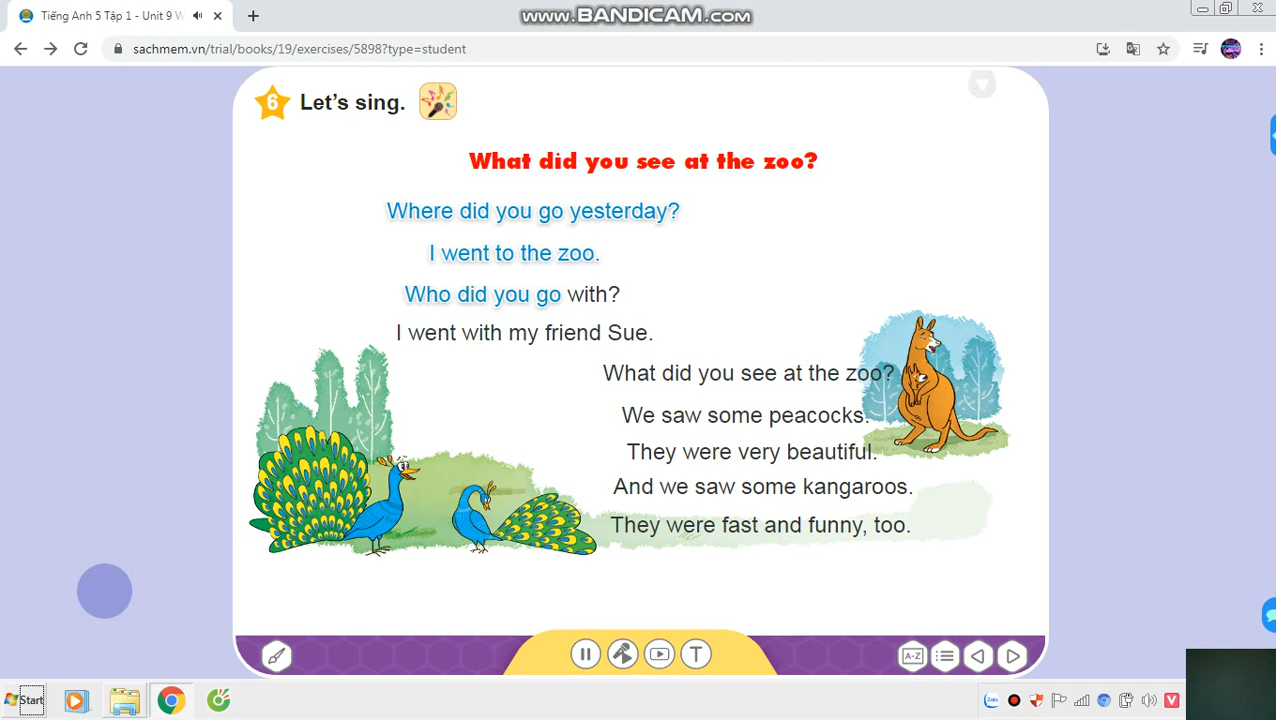 Tiếng Anh 5 Tập 1 - Unit 9 W
www.BANDICAM.com
sachmem.vn/trial/books/19/exercises/5898?type=student
6 Let's sing.
What did you see at the zoo?
Where did you go yesterday?
I went to the zoo.
Who did you go with?
I went with my friend Sue.
What did you see at the zoo?
We saw some peacocks.
They were very beautiful.
And we saw some kangaroos.
They were fast and funny, too.
T
A-Z
Start
Zalo
V